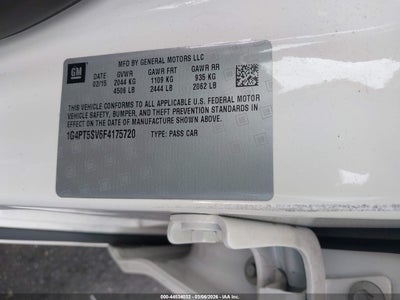 GM
MFD BY GENERAL MOTORS LLC
DATE GVWR GAWR FRT GAWR RR
02/15 2044 KG 1109 KG 935 KG
4506 LB 2444 LB 2062 LB
THIS VEHICLE CONFORMS TO ALL APPLICABLE U.S. FEDERAL MOTOR
VEHICLE SAFETY, BUMPER, AND THEFT PREVENTION STANDARDS IN
EFFECT ON THE DATE OF MANUFACTURE SHOWN ABOVE.
1G4PT5SV6F4175720 TYPE: PASS CAR
000-44534033 | 03/06/2026 | IAA Inc.